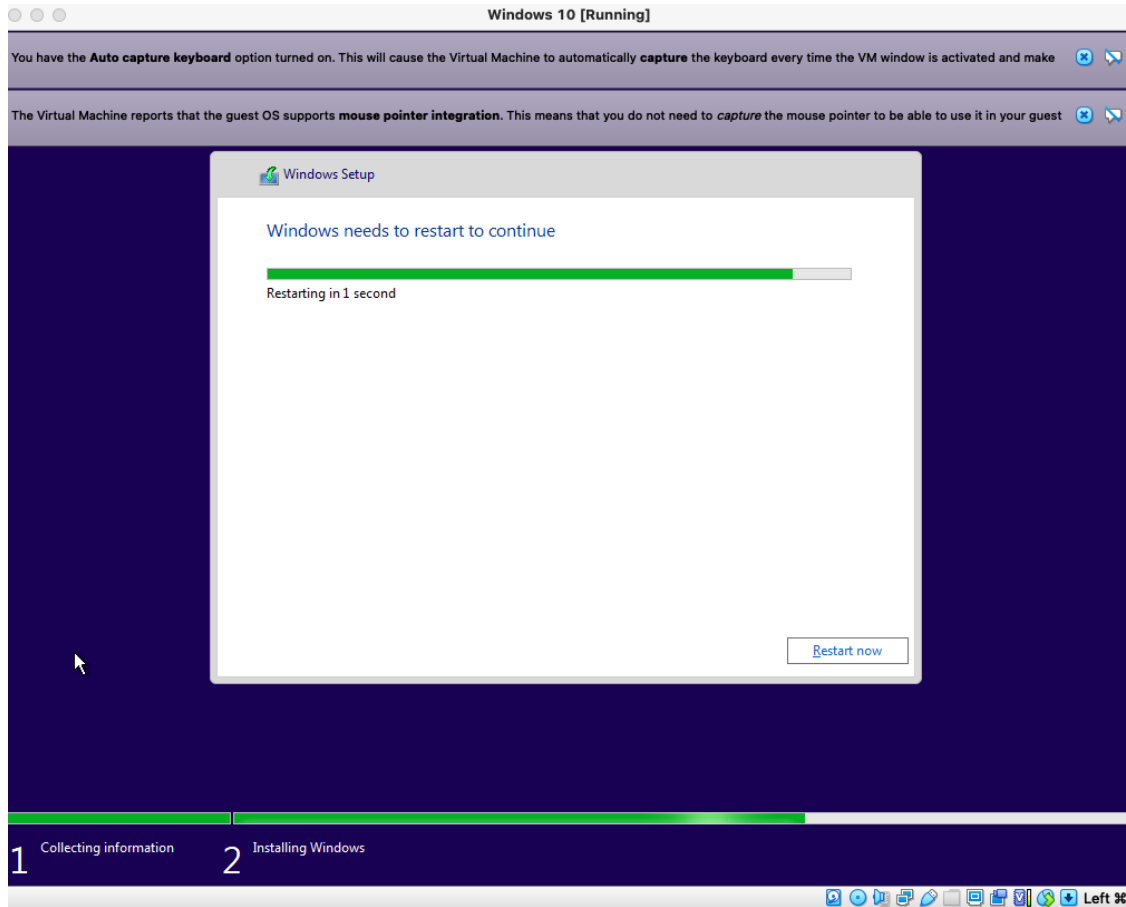 Windows 10 [Running]
You have the Auto capture keyboard option turned on. This will cause the Virtual Machine to automatically capture the keyboard every time the VM window is activated and make
The Virtual Machine reports that the guest OS supports mouse pointer integration. This means that you do not need to capture the mouse pointer to be able to use it in your guest
Windows Setup
Windows needs to restart to continue
Restarting in 1 second
Restart now
1 Collecting information 2 Installing Windows
Left ⌘